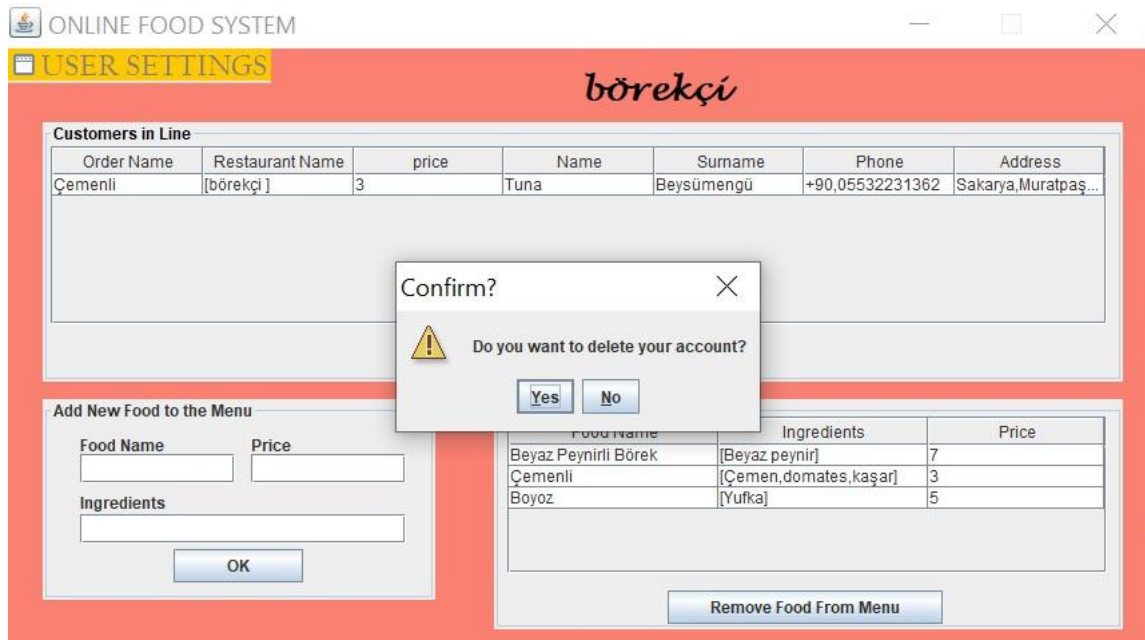 ONLINE FOOD SYSTEM
USER SETTINGS
börekçi
Customers in Line
Order Name Restaurant Name price Name Surname Phone Address
Çemenli [börekçi ] 3 Tuna Beysümengü +90,05532231362 Sakarya,Muratpaş...
Confirm?
Do you want to delete your account?
Yes No
Add New Food to the Menu
Food Name Price
Ingredients
OK
Food Name Ingredients Price
Beyaz Peynirli Börek [Beyaz peynir] 7
Çemenli [Çemen,domates,kaşar] 3
Boyoz [Yufka] 5
Remove Food From Menu